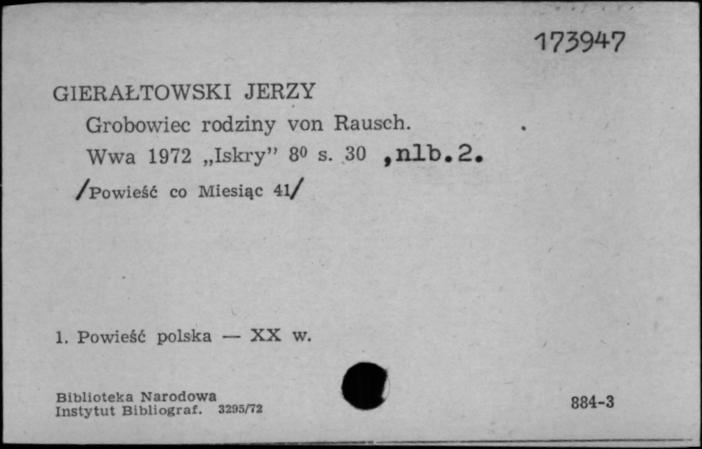 173947
GIERAŁTOWSKI JERZY
Grobowiec rodziny von Rausch.
Wwa 1972 „Iskry” 8⁰ s. 30 ,nlb.2.
/Powieść co Miesiąc 41/
1. Powieść polska — XX w.
Biblioteka Narodowa
Instytut Bibliograf. 3295/72
884-3